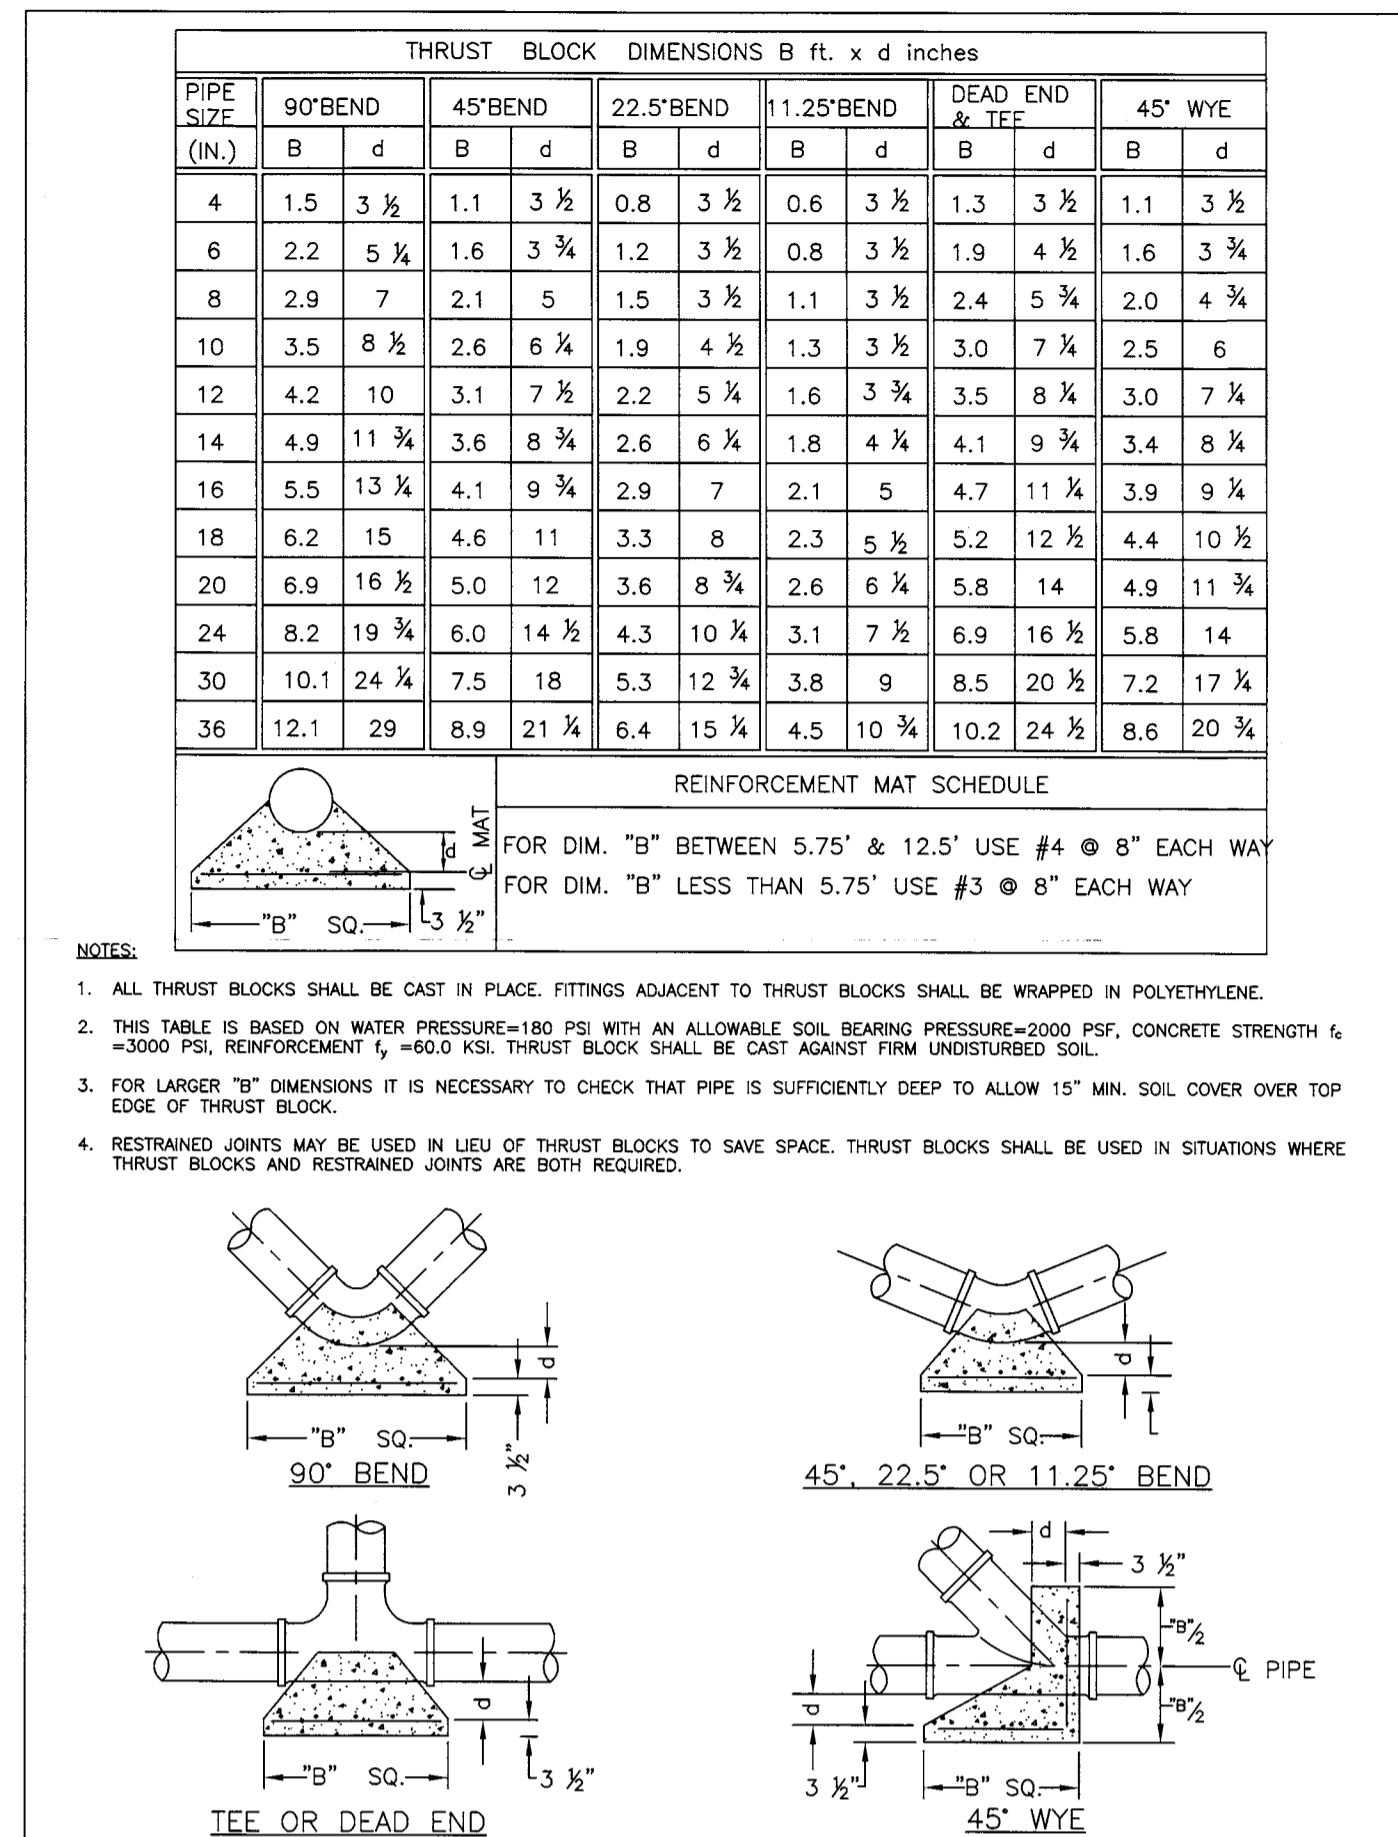 THRUST BLOCK DIMENSIONS B ft. x d inches
PIPE SIZE (IN.) 90°BEND 45°BEND 22.5°BEND 11.25°BEND DEAD END & TEE 45° WYE
B d B d B d B d B d B d
4 1.5 3 ½ 1.1 3 ½ 0.8 3 ½ 0.6 3 ½ 1.3 3 ½ 1.1 3 ½
6 2.2 5 ¼ 1.6 3 ¾ 1.2 3 ½ 0.8 3 ½ 1.9 4 ½ 1.6 3 ¾
8 2.9 7 2.1 5 1.5 3 ½ 1.1 3 ½ 2.4 5 ¾ 2.0 4 ¾
10 3.5 8 ½ 2.6 6 ¼ 1.9 4 ½ 1.3 3 ½ 3.0 7 ¼ 2.5 6
12 4.2 10 3.1 7 ½ 2.2 5 ¼ 1.6 3 ¾ 3.5 8 ¼ 3.0 7 ¼
14 4.9 11 ¾ 3.6 8 ¾ 2.6 6 ¼ 1.8 4 ¼ 4.1 9 ¾ 3.4 8 ¼
16 5.5 13 ¼ 4.1 9 ¾ 2.9 7 2.1 5 4.7 11 ¼ 3.9 9 ¼
18 6.2 15 4.6 11 3.3 8 2.3 5 ½ 5.2 12 ½ 4.4 10 ½
20 6.9 16 ½ 5.0 12 3.6 8 ¾ 2.6 6 ¼ 5.8 14 4.9 11 ¾
24 8.2 19 ¾ 6.0 14 ½ 4.3 10 ¼ 3.1 7 ½ 6.9 16 ½ 5.8 14
30 10.1 24 ¼ 7.5 18 5.3 12 ¾ 3.8 9 8.5 20 ½ 7.2 17 ¼
36 12.1 29 8.9 21 ¼ 6.4 15 ¼ 4.5 10 ¾ 10.2 24 ½ 8.6 20 ¾
d
℄ MAT
"B" SQ.
3 ½"
REINFORCEMENT MAT SCHEDULE
FOR DIM. "B" BETWEEN 5.75' & 12.5' USE #4 @ 8" EACH WAY
FOR DIM. "B" LESS THAN 5.75' USE #3 @ 8" EACH WAY
NOTES:
1. ALL THRUST BLOCKS SHALL BE CAST IN PLACE. FITTINGS ADJACENT TO THRUST BLOCKS SHALL BE WRAPPED IN POLYETHYLENE.
2. THIS TABLE IS BASED ON WATER PRESSURE=180 PSI WITH AN ALLOWABLE SOIL BEARING PRESSURE=2000 PSF, CONCRETE STRENGTH fc
=3000 PSI, REINFORCEMENT fy =60.0 KSI. THRUST BLOCK SHALL BE CAST AGAINST FIRM UNDISTURBED SOIL.
3. FOR LARGER "B" DIMENSIONS IT IS NECESSARY TO CHECK THAT PIPE IS SUFFICIENTLY DEEP TO ALLOW 15" MIN. SOIL COVER OVER TOP
EDGE OF THRUST BLOCK.
4. RESTRAINED JOINTS MAY BE USED IN LIEU OF THRUST BLOCKS TO SAVE SPACE. THRUST BLOCKS SHALL BE USED IN SITUATIONS WHERE
THRUST BLOCKS AND RESTRAINED JOINTS ARE BOTH REQUIRED.
d
"B" SQ.
3 ½"
90° BEND
d
"B" SQ.
45°, 22.5° OR 11.25° BEND
d
"B" SQ.
3 ½"
TEE OR DEAD END
d
3 ½"
"B"/2
℄ PIPE
"B"/2
d
3 ½"
"B" SQ.
45° WYE